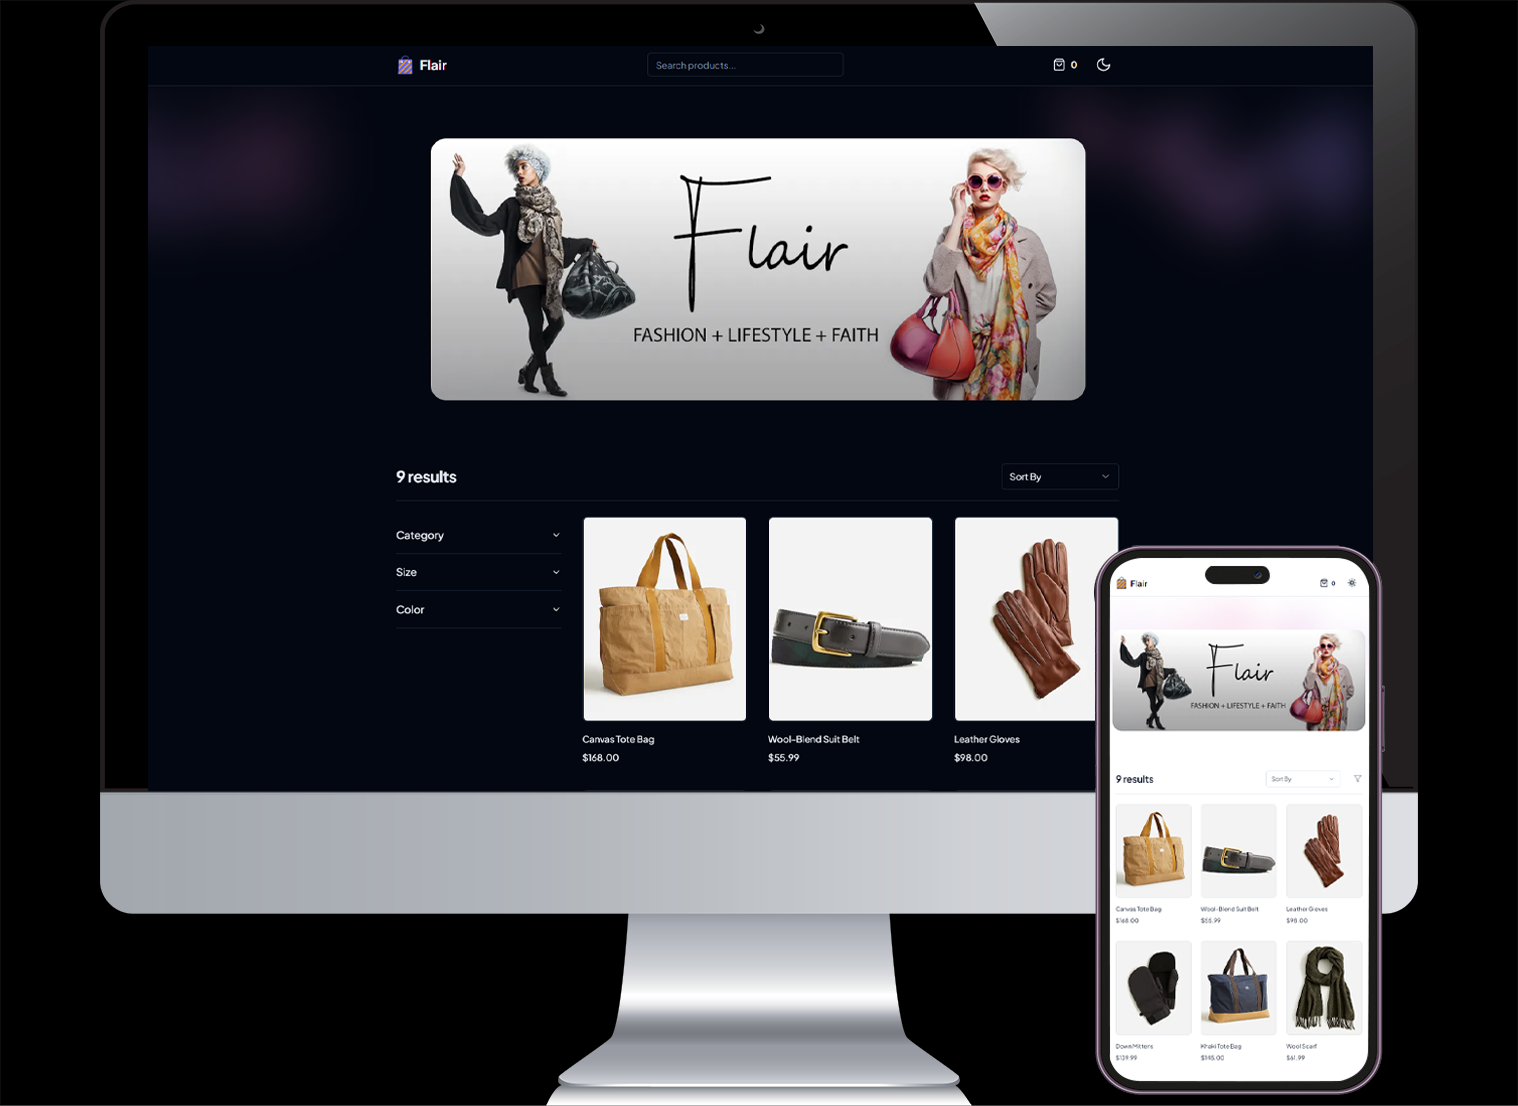 Flair
Search products...
0
Flair
FASHION + LIFESTYLE + FAITH
9 results
Sort By
Category
Size
Color
Canvas Tote Bag
$168.00
Wool-Blend Suit Belt
$55.99
Leather Gloves
$98.00
Flair
0
Flair
FASHION + LIFESTYLE + FAITH
9 results
Sort By
Canvas Tote Bag
$168.00
Wool-Blend Suit Belt
$55.99
Leather Gloves
$98.00
Down Mittens
Khaki Tote Bag
$145.00
Wool Scarf
$61.99